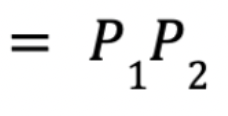 = P₁P₂